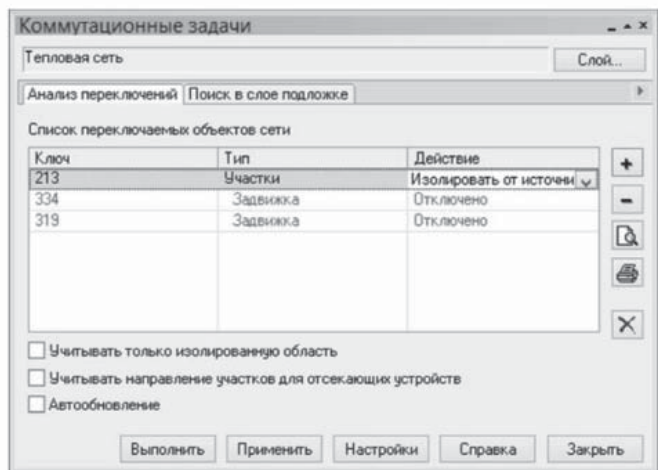 Коммутационные задачи
Тепловая сеть
Слой...
Анализ переключений Поиск в слое подложке
Список переключаемых объектов сети
Ключ Тип Действие
213 Участки Изолировать от источни
334 Задвижка Отключено
319 Задвижка Отключено
Учитывать только изолированную область
Учитывать направление участков для отсекающих устройств
Автообновление
Выполнить Применить Настройки Справка Закрыть